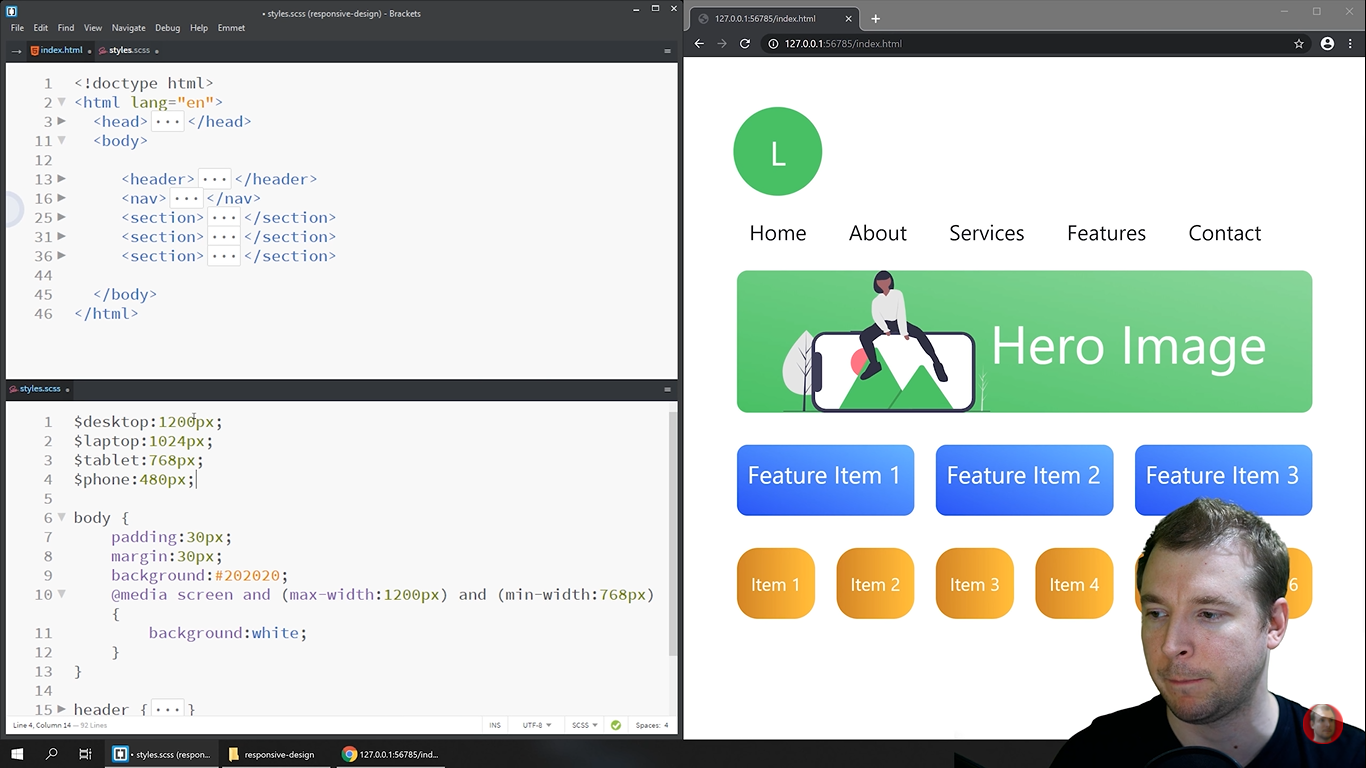 • styles.scss (responsive-design) - Brackets
File Edit Find View Navigate Debug Help Emmet
index.html styles.scss
1 <!doctype html>
2 <html lang="en">
3 <head>···</head>
11 <body>
12
13 <header>···</header>
16 <nav>···</nav>
25 <section>···</section>
31 <section>···</section>
36 <section>···</section>
44
45 </body>
46 </html>
styles.scss
1 $desktop:1200px;
2 $laptop:1024px;
3 $tablet:768px;
4 $phone:480px;
5
6 body {
7 padding:30px;
8 margin:30px;
9 background:#202020;
10 @media screen and (max-width:1200px) and (min-width:768px)
{
11 background:white;
12 }
13 }
14
15 header {···}
Line 4, Column 14 — 92 Lines
INS UTF-8 SCSS Spaces: 4
• styles.scss (respon... responsive-design 127.0.0.1:56785/ind...
127.0.0.1:56785/index.html
127.0.0.1:56785/index.html
L
Home About Services Features Contact
Hero Image
Feature Item 1 Feature Item 2 Feature Item 3
Item 1 Item 2 Item 3 Item 4 6